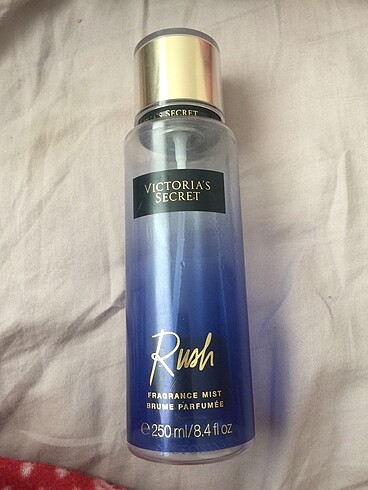 SECRET
VICTORIA'S
SECRET
Rush
FRAGRANCE MIST
BRUME PARFUMÉE
℮ 250 ml/8.4 fl oz